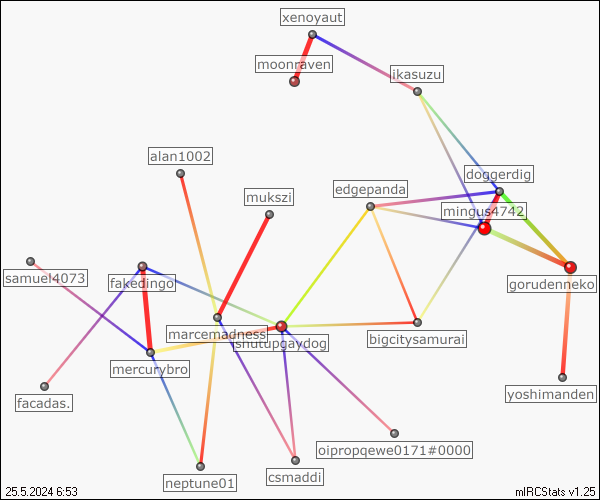 xenoyaut
moonraven
ikasuzu
alan1002
doggerdig
edgepanda
mukszi
mingus4742
samuel4073
fakedingo
gorudenneko
marcemadness
shutupgaydog
bigcitysamurai
mercurybro
yoshimanden
facadas.
oipropqewe0171#0000
csmaddi
neptune01
25.5.2024 6:53
mIRCStats v1.25